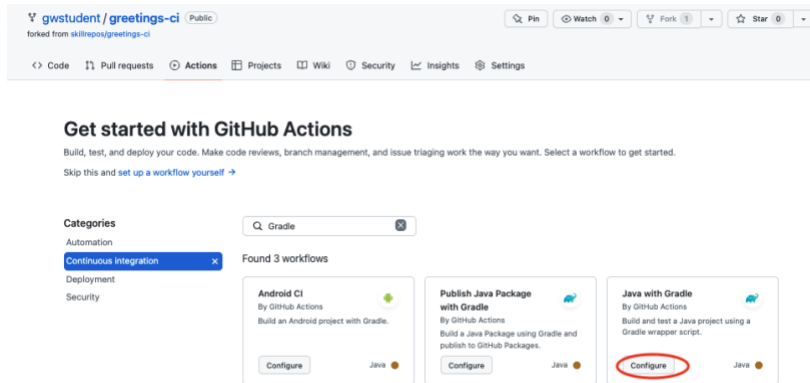 gwstudent / greetings-ci Public
Pin
Watch 0
Fork 1
Star 0
forked from skillrepos/greetings-ci
Code
Pull requests
Actions
Projects
Wiki
Security
Insights
Settings
Get started with GitHub Actions
Build, test, and deploy your code. Make code reviews, branch management, and issue triaging work the way you want. Select a workflow to get started.
Skip this and set up a workflow yourself →
Categories
Automation
Continuous integration
Deployment
Security
Gradle
Found 3 workflows
Android CI
By GitHub Actions
Build an Android project with Gradle.
Configure
Java
Publish Java Package
with Gradle
By GitHub Actions
Build a Java Package using Gradle and
publish to GitHub Packages.
Configure
Java
Java with Gradle
By GitHub Actions
Build and test a Java project using a
Gradle wrapper script.
Configure
Java